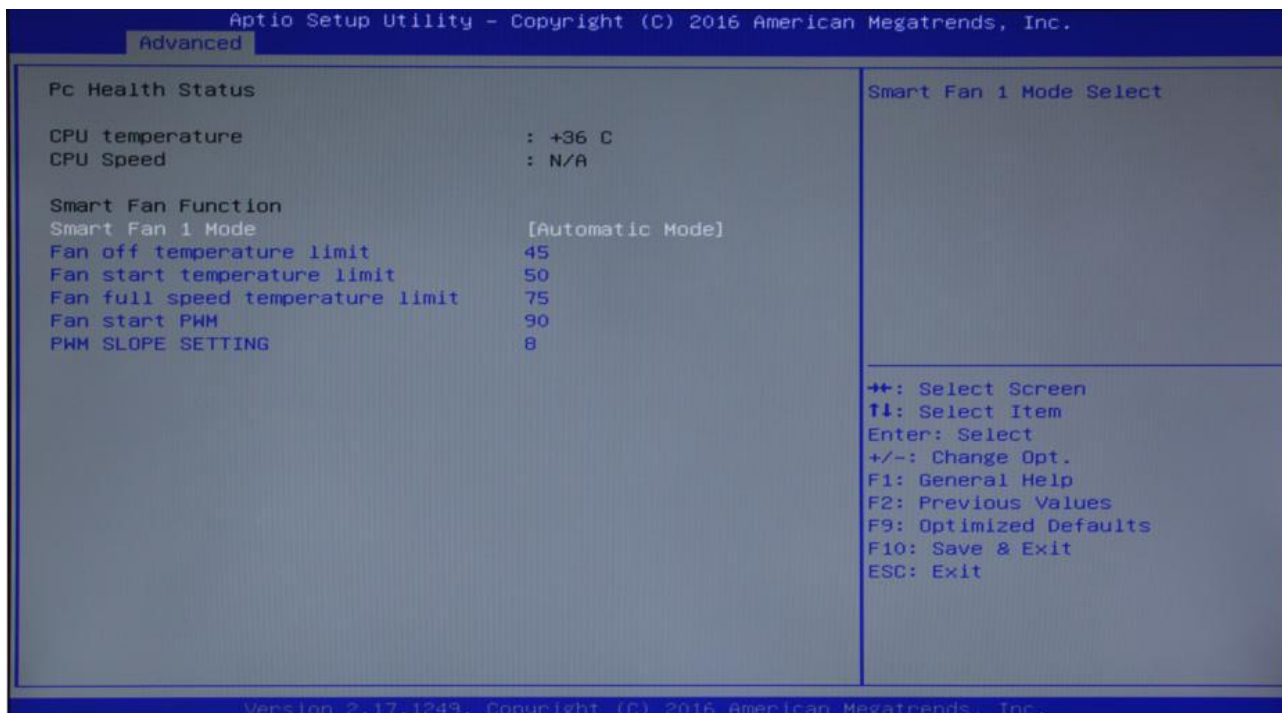 Aptio Setup Utility – Copyright (C) 2016 American Megatrends, Inc.
Advanced
Pc Health Status
CPU temperature : +36 C
CPU Speed : N/A
Smart Fan Function
Smart Fan 1 Mode [Automatic Mode]
Fan off temperature limit 45
Fan start temperature limit 50
Fan full speed temperature limit 75
Fan start PWM 90
PWM SLOPE SETTING 8
Smart Fan 1 Mode Select
→←: Select Screen
↑↓: Select Item
Enter: Select
+/-: Change Opt.
F1: General Help
F2: Previous Values
F9: Optimized Defaults
F10: Save & Exit
ESC: Exit
Version 2.17.1249. Copyright (C) 2016 American Megatrends, Inc.